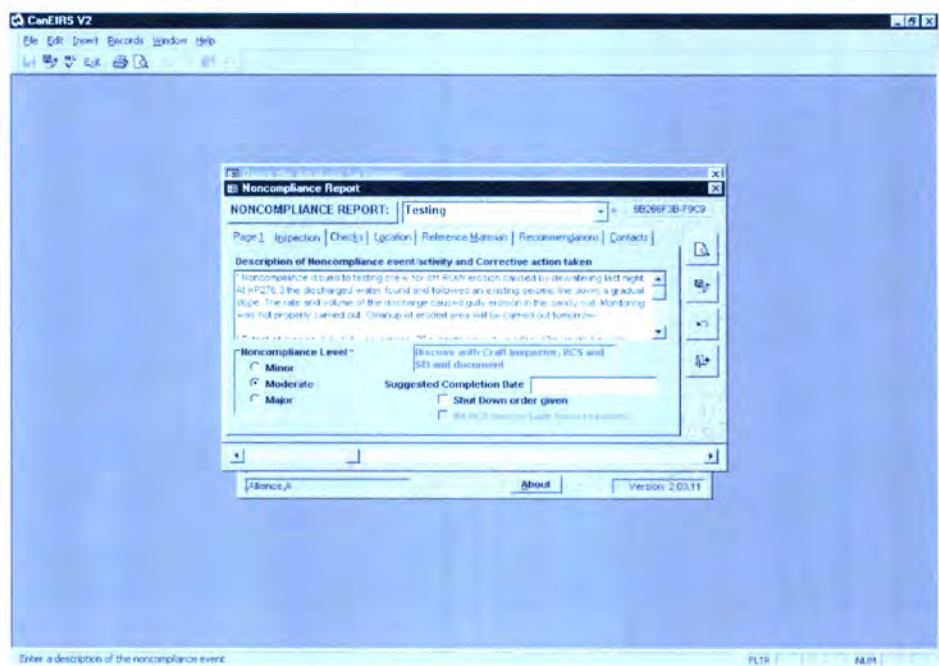 CanEIRS V2
File Edit Insert Records Window Help
Exit
Noncompliance Report
NONCOMPLIANCE REPORT: Testing
Page 1 Inspection Checks Location Reference Materials Recommendations Contacts
Description of Noncompliance event/activity and Corrective action taken
Noncompliance issued to testing crew for off ROW erosion caused by dewatering last night.
At KP276.3 the discharged water found and followed an existing seismic line down a gradual
slope. The rate and volume of the discharge caused gully erosion in the sandy soil. Monitoring
was not properly carried out. Cleanup of eroded area will be carried out tomorrow.
Noncompliance Level
Discuss with Craft Inspector, RCS and
SEI and document
Minor
Moderate
Suggested Completion Date
Major
Shut Down order given
Alliance_A
About
Version: 2.03.11
Enter a description of the noncompliance event
FLTR
NUM